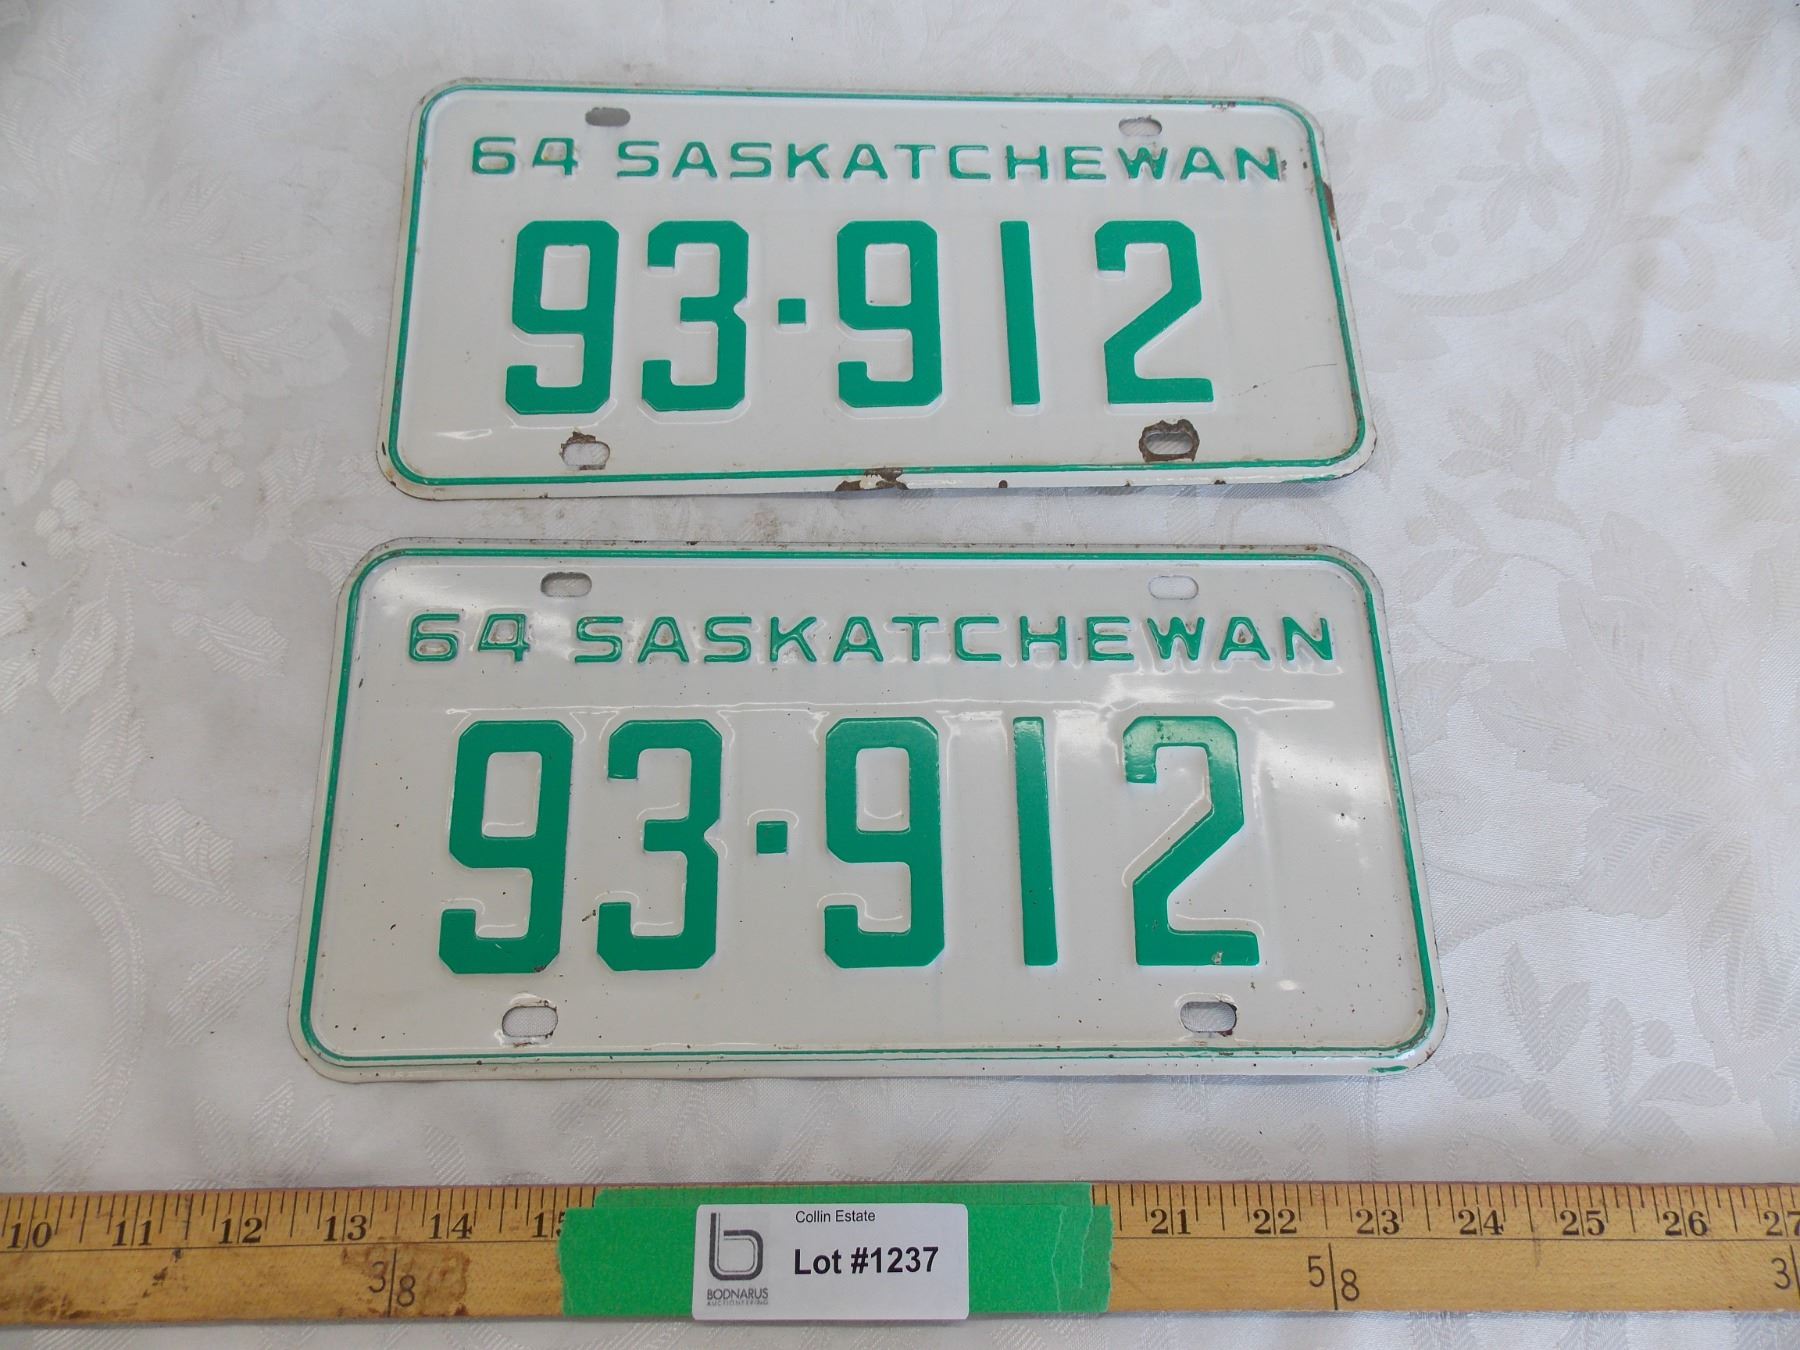 64 SASKATCHEWAN
93·912
64 SASKATCHEWAN
93·912
10 11 12 13 14 15 21 22 23 24 25 26 27
Collin Estate
Lot #1237
BODNARUS
AUCTIONEERING
3/8 5/8 3